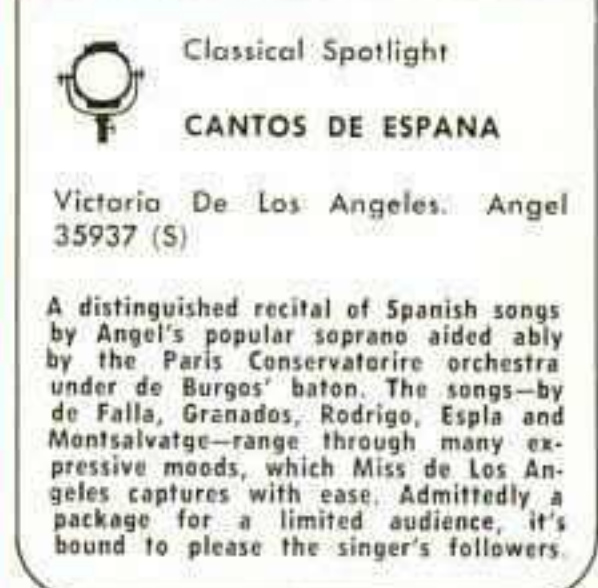 Classical Spotlight
CANTOS DE ESPANA
Victoria De Los Angeles. Angel
35937 (S)
A distinguished recital of Spanish songs
by Angel's popular soprano aided ably
by the Paris Conservatorire orchestra
under de Burgos' baton. The songs—by
de Falla, Granados, Rodrigo, Espla and
Montsalvatge—range through many ex-
pressive moods, which Miss de Los An-
geles captures with ease. Admittedly a
package for a limited audience, it's
bound to please the singer's followers.